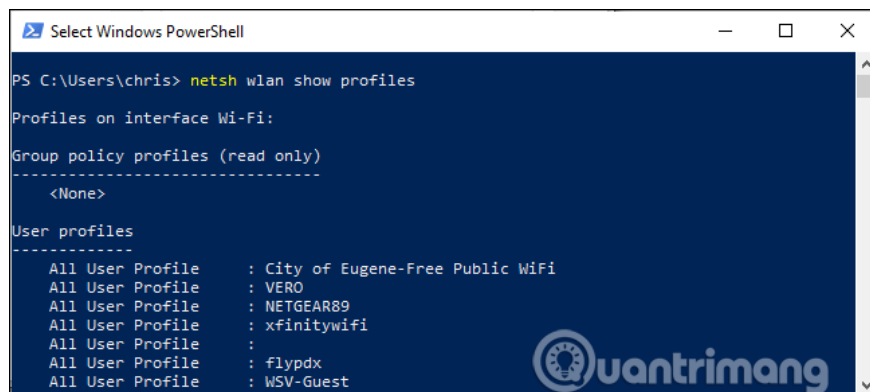 Select Windows PowerShell
PS C:\Users\chris> netsh wlan show profiles
Profiles on interface Wi-Fi:
Group policy profiles (read only)
---------------------------------
<None>
User profiles
-------------
All User Profile : City of Eugene-Free Public WiFi
All User Profile : VERO
All User Profile : NETGEAR89
All User Profile : xfinitywifi
All User Profile :
All User Profile : flypdx
All User Profile : WSV-Guest
Quantrimang